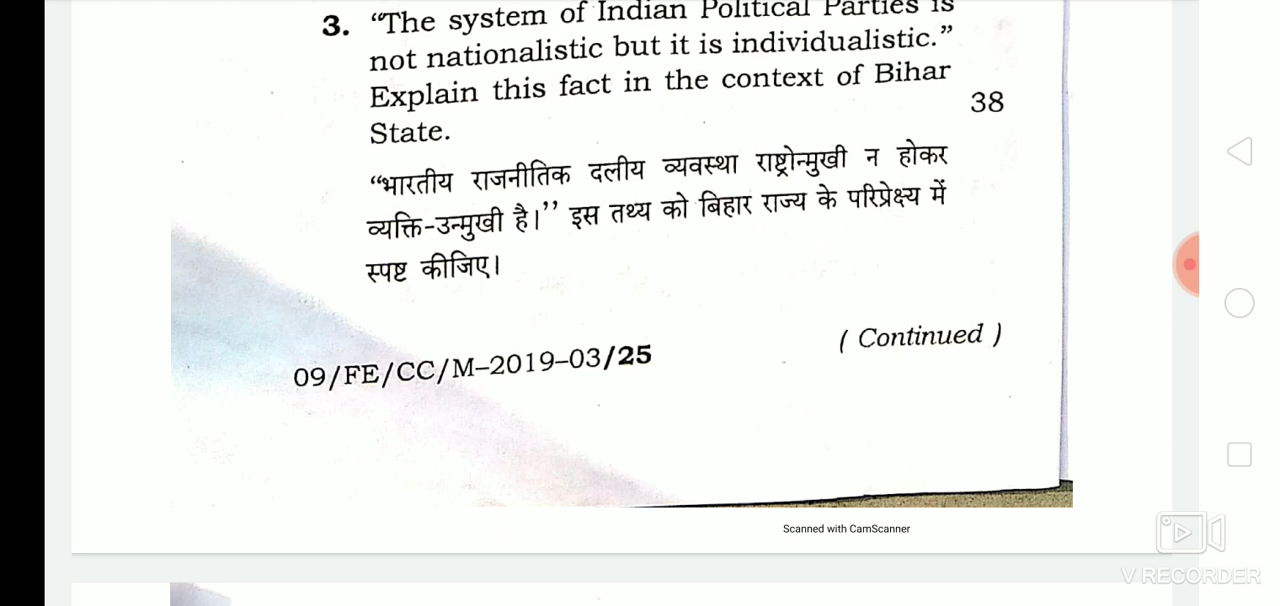 3. “The system of Indian Political Parties is
not nationalistic but it is individualistic.”
Explain this fact in the context of Bihar
State.
38
“भारतीय राजनीतिक दलीय व्यवस्था राष्ट्रोन्मुखी न होकर
व्यक्ति-उन्मुखी है।” इस तथ्य को बिहार राज्य के परिप्रेक्ष्य में
स्पष्ट कीजिए।
( Continued )
09/FE/CC/M–2019–03/25
Scanned with CamScanner
V RECORDER